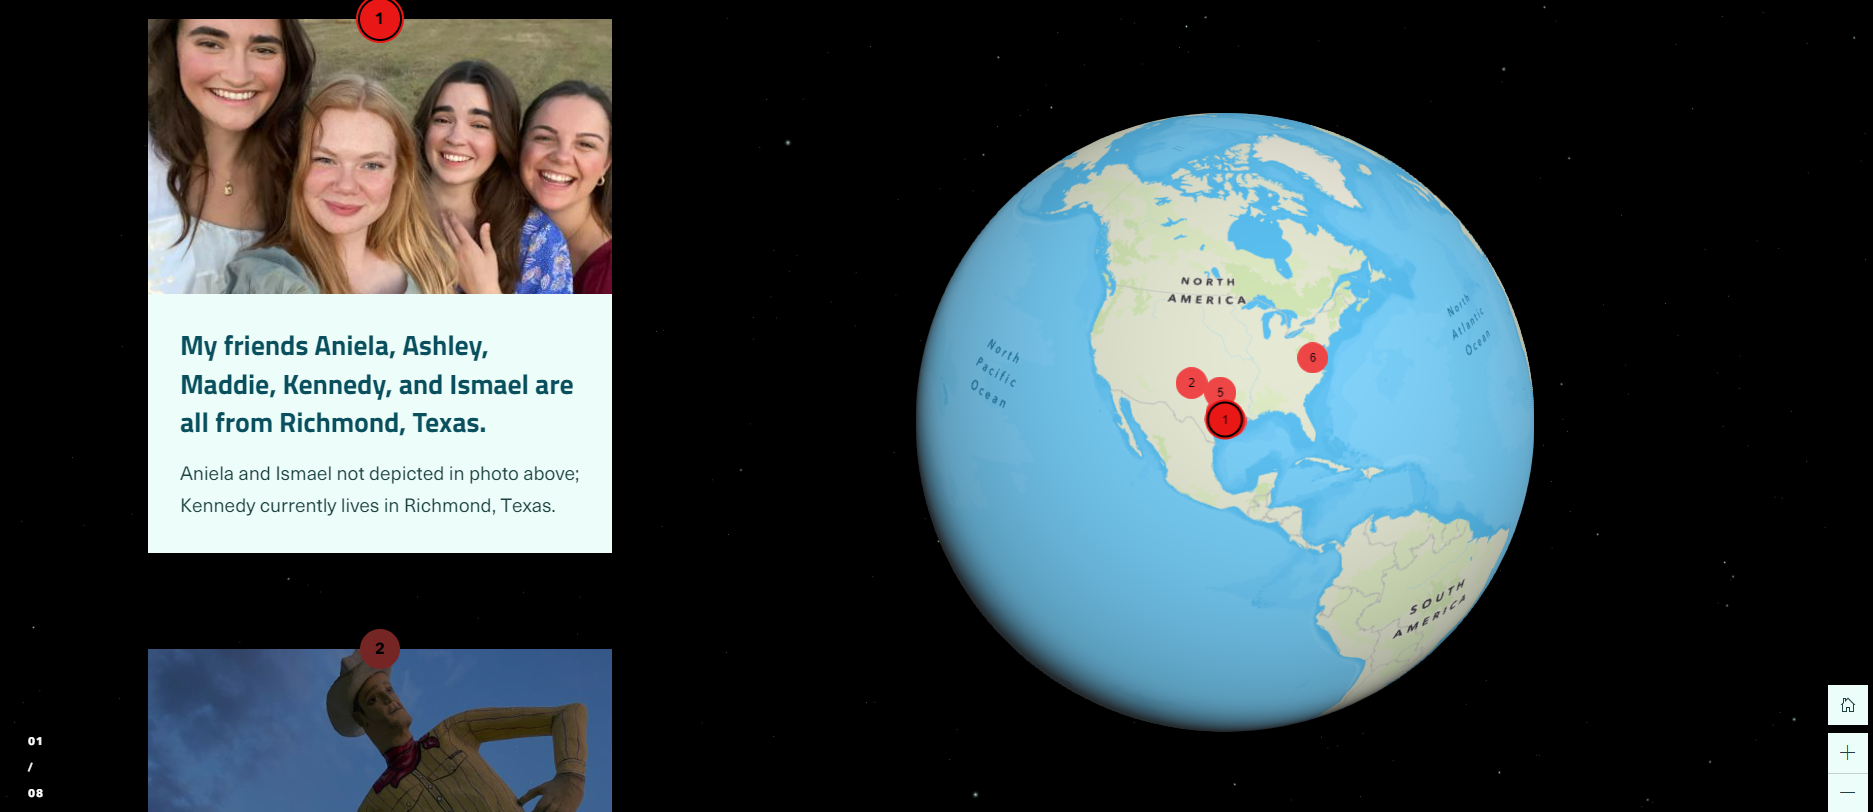 1
My friends Aniela, Ashley,
Maddie, Kennedy, and Ismael are
all from Richmond, Texas.
Aniela and Ismael not depicted in photo above;
Kennedy currently lives in Richmond, Texas.
2
01
/
08
NORTH
AMERICA
North
Pacific
Ocean
North
Atlantic
Ocean
6
2
5
1
SOUTH
AMERICA